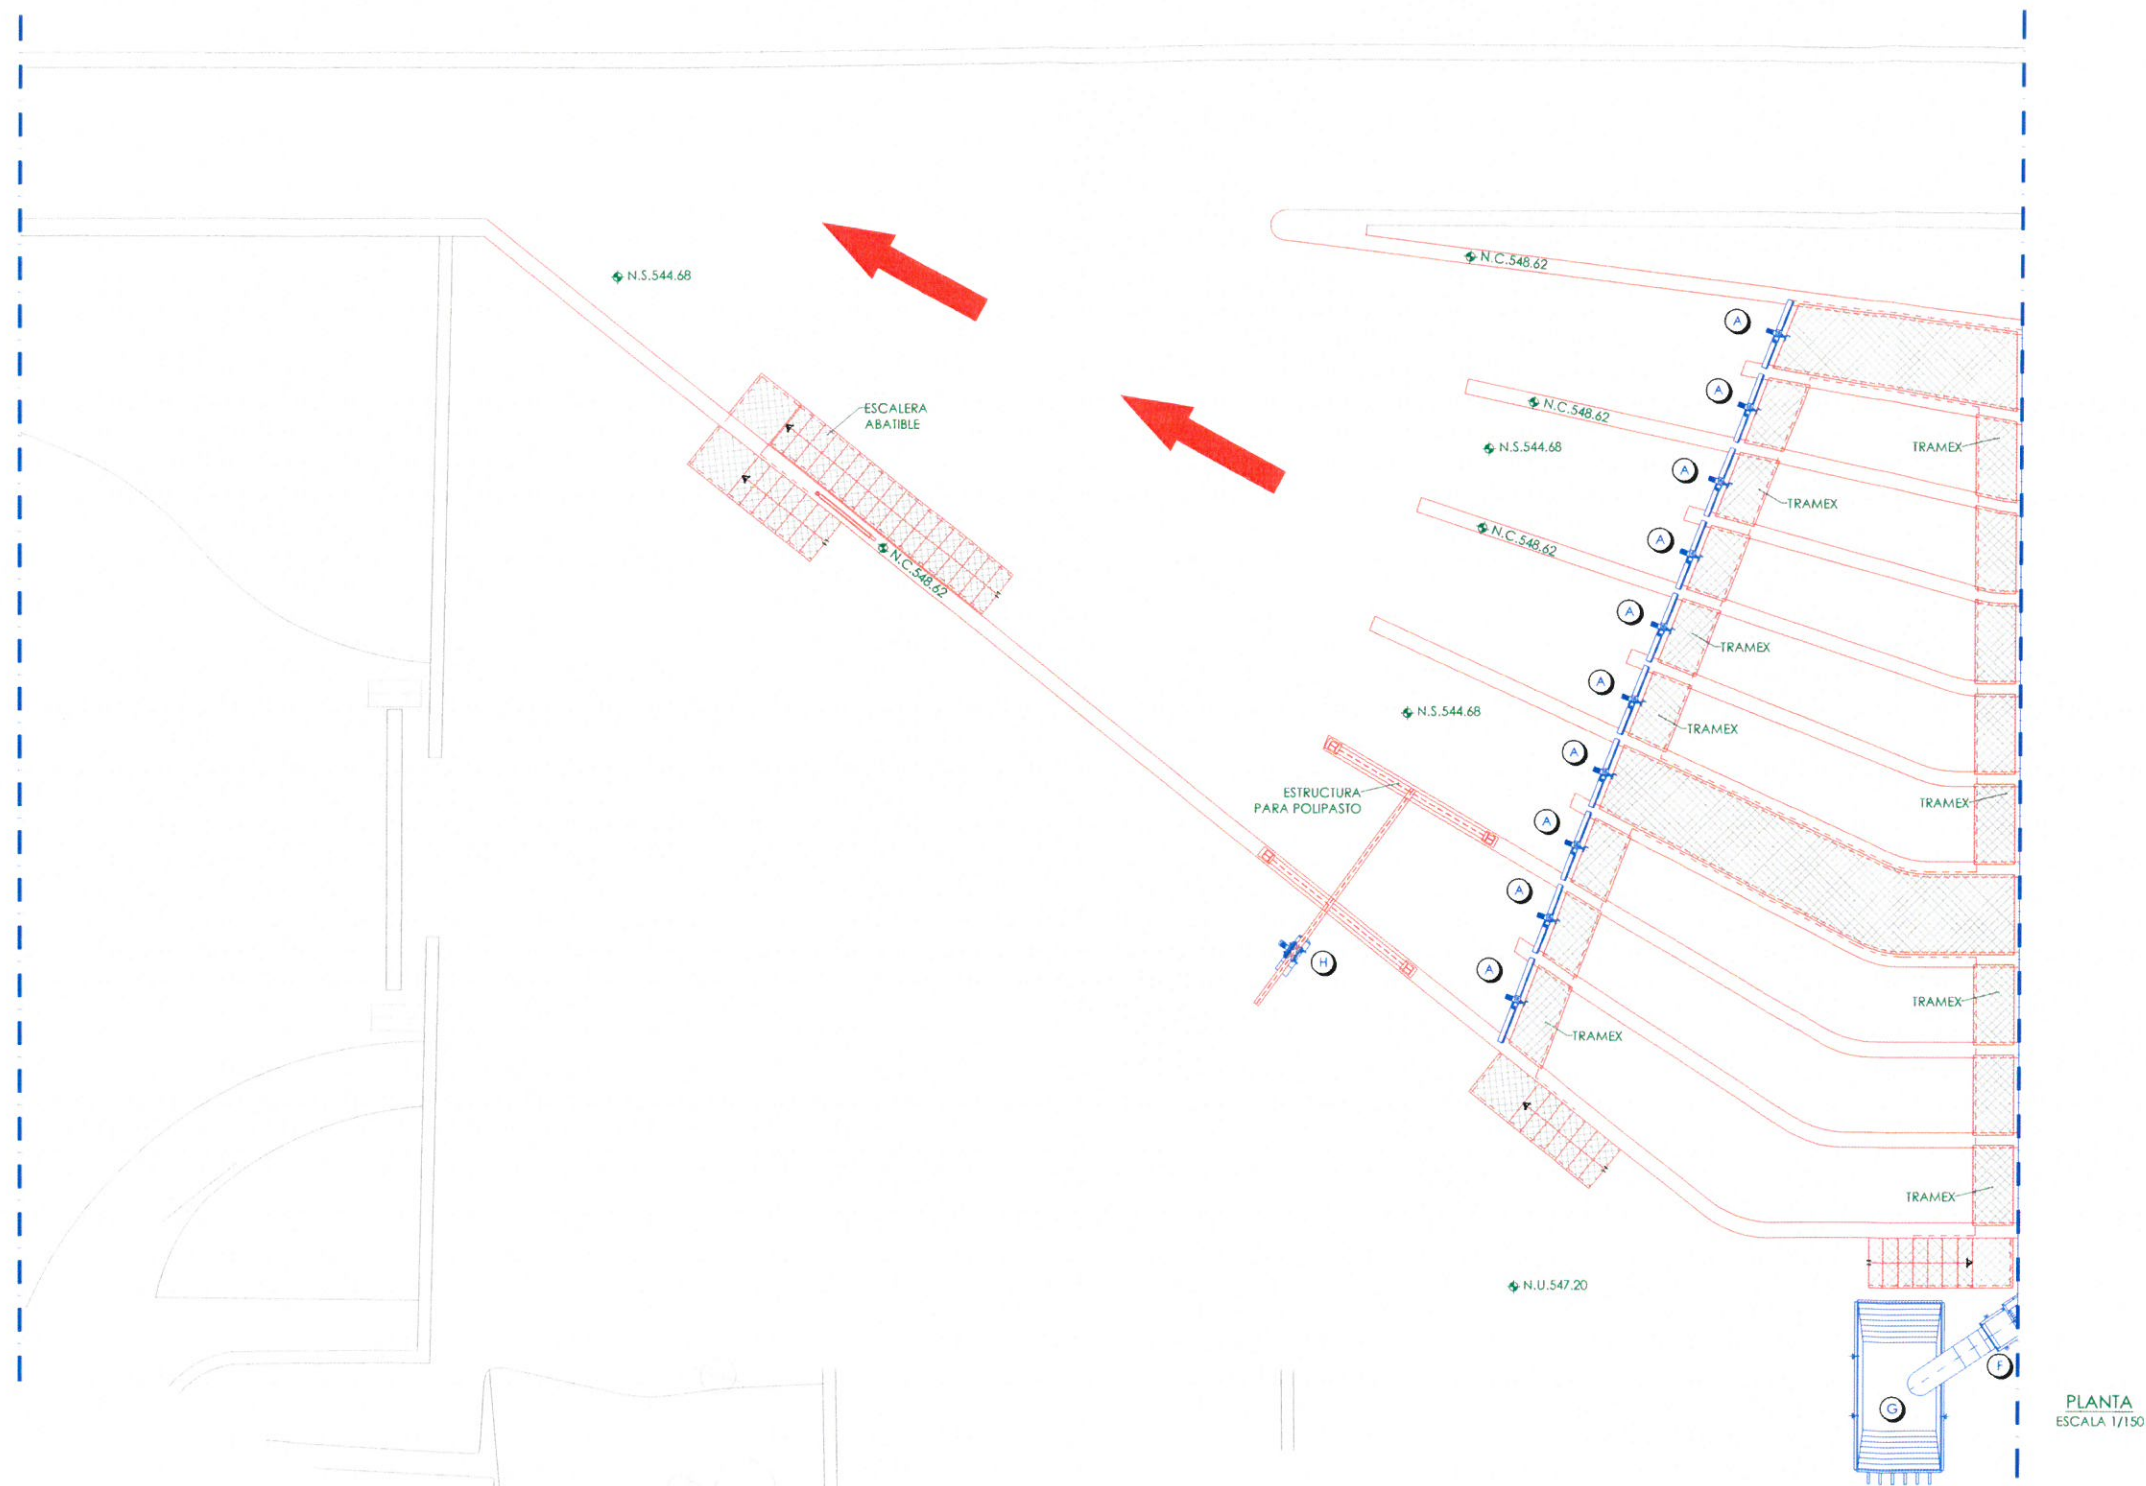 N.C.548.62
N.S.544.68
A
A
ESCALERA
ABATIBLE
N.C.548.62
N.S.544.68
TRAMEX
A
TRAMEX
N.C.548.62
A
N.C.548.62
A
TRAMEX
A
N.S.544.68
TRAMEX
A
ESTRUCTURA
PARA POLIPASTO
TRAMEX
A
A
H
A
TRAMEX
TRAMEX
TRAMEX
N.U.547.20
F
G
PLANTA
ESCALA 1/150